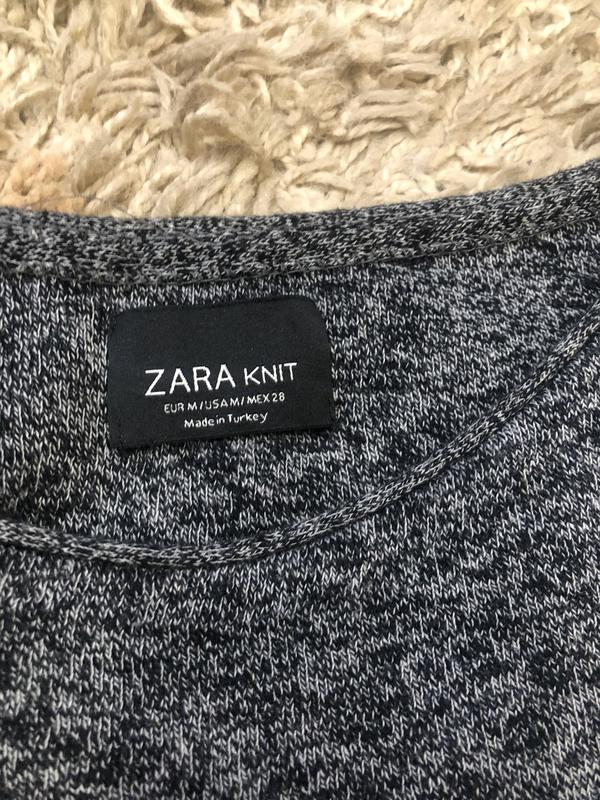 ZARA KNIT
EUR M/USA M/MEX 28
Made in Turkey